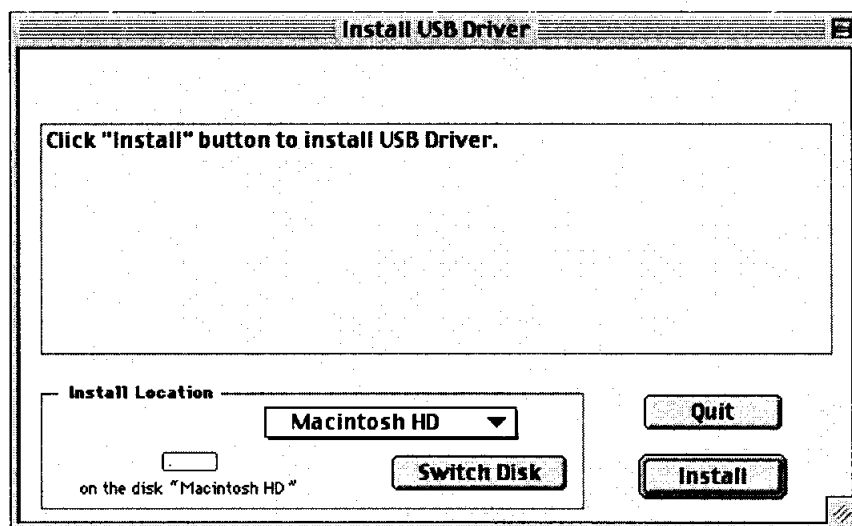 Install USB Driver
Click "Install" button to install USB Driver.
Install Location
Macintosh HD
Quit
on the disk "Macintosh HD"
Switch Disk
Install